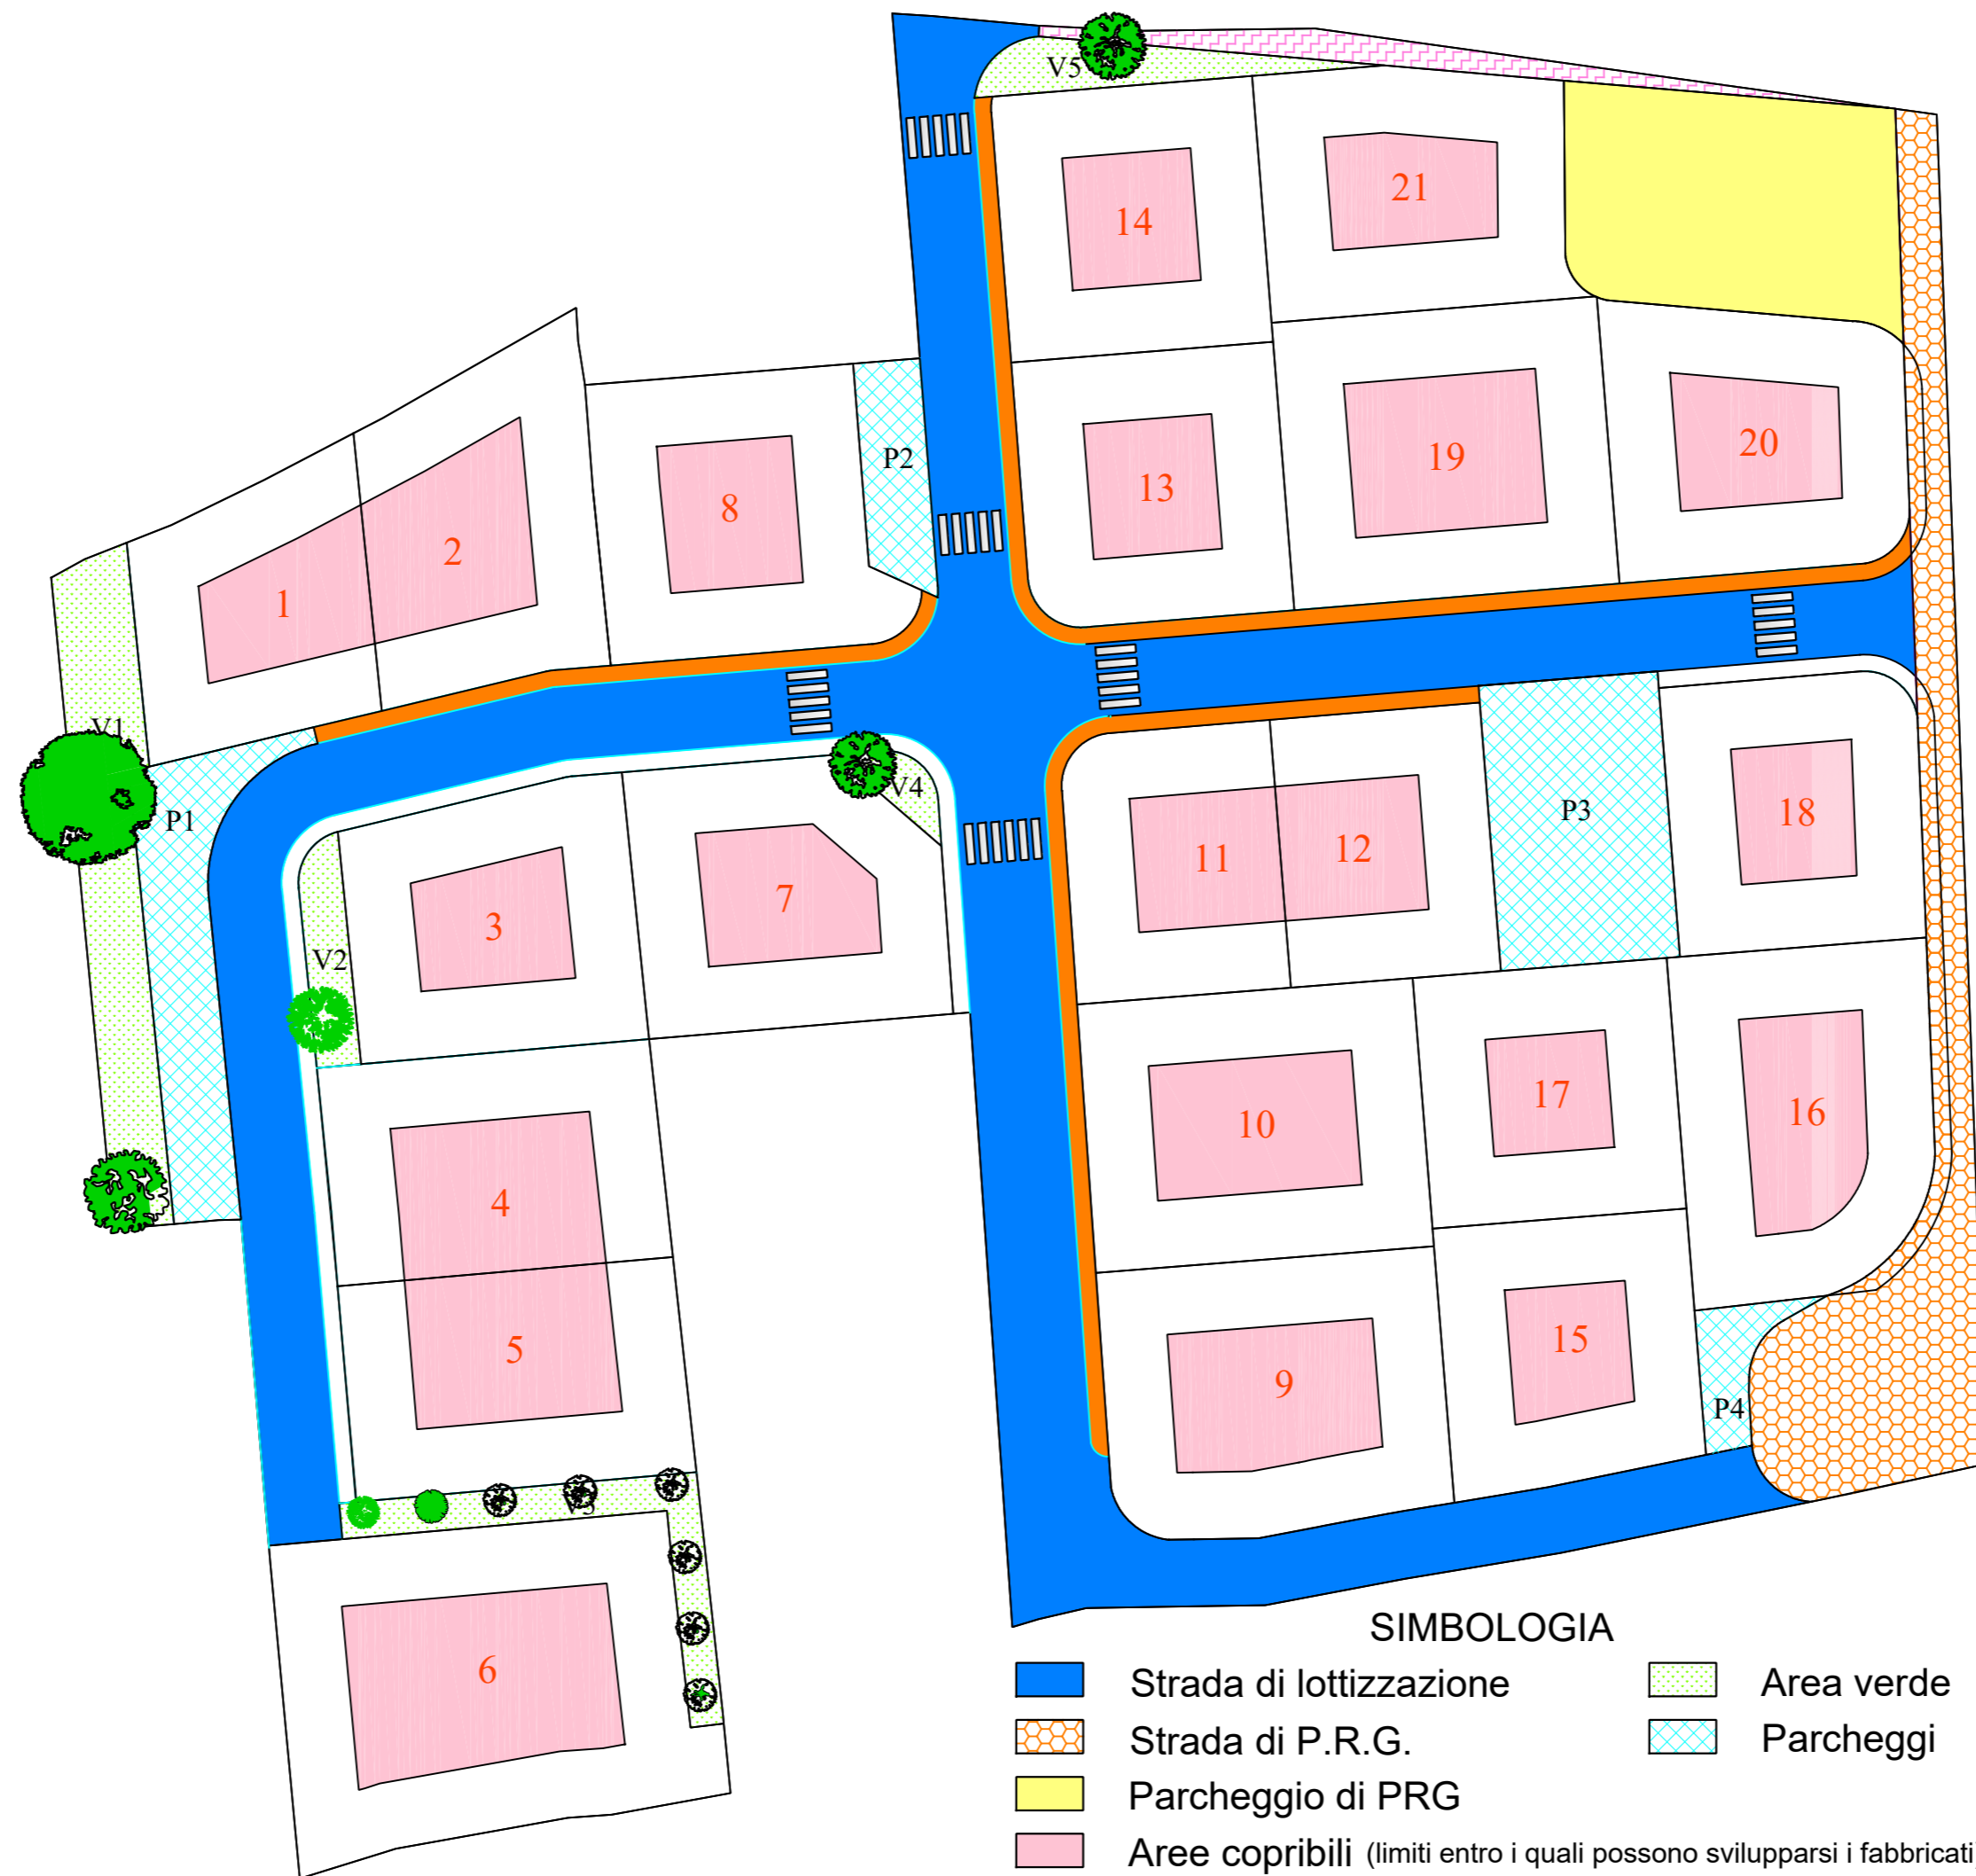 V5
14
21
P2
8
13
19
20
2
1
V1
P1
V4
P3
18
11
12
7
3
V2
10
17
16
4
5
9
15
P4
V3
6
SIMBOLOGIA
Strada di lottizzazione
Area verde
Strada di P.R.G.
Parcheggi
Parcheggio di PRG
Aree copribili (limiti entro i quali possono svilupparsi i fabbricati